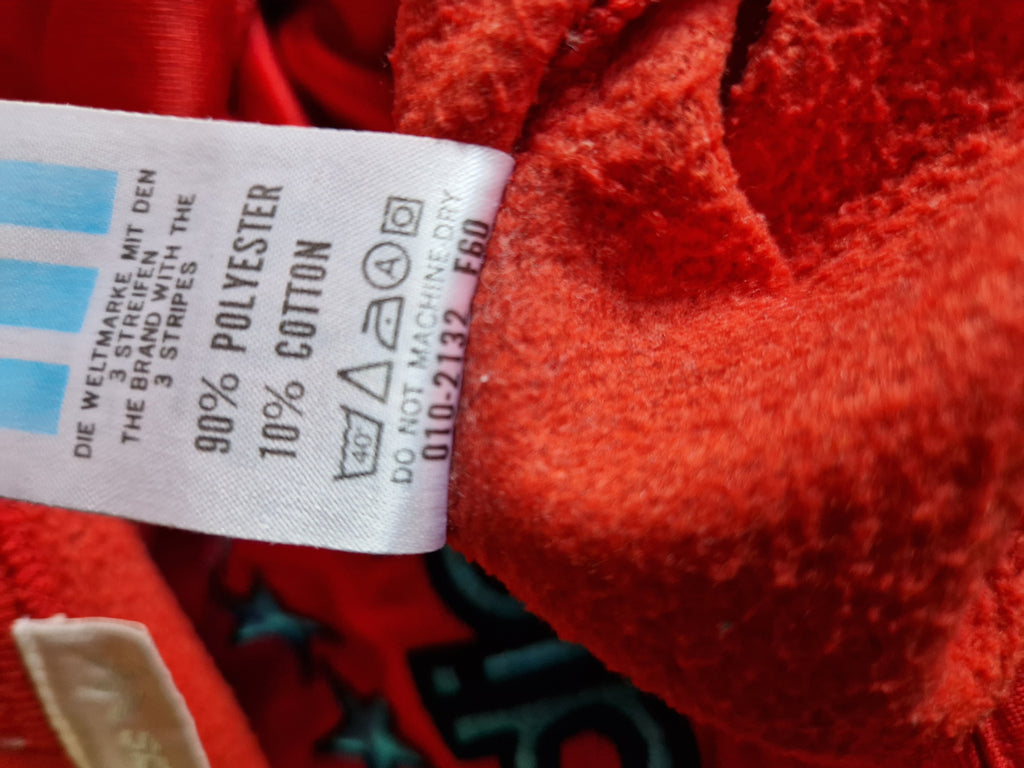 DIE WELTMARKE MIT DEN
3 STREIFEN
THE BRAND WITH THE
3 STRIPES
90% POLYESTER
10% COTTON
40° A
DO NOT MACHINE DRY
010-2132 F6D